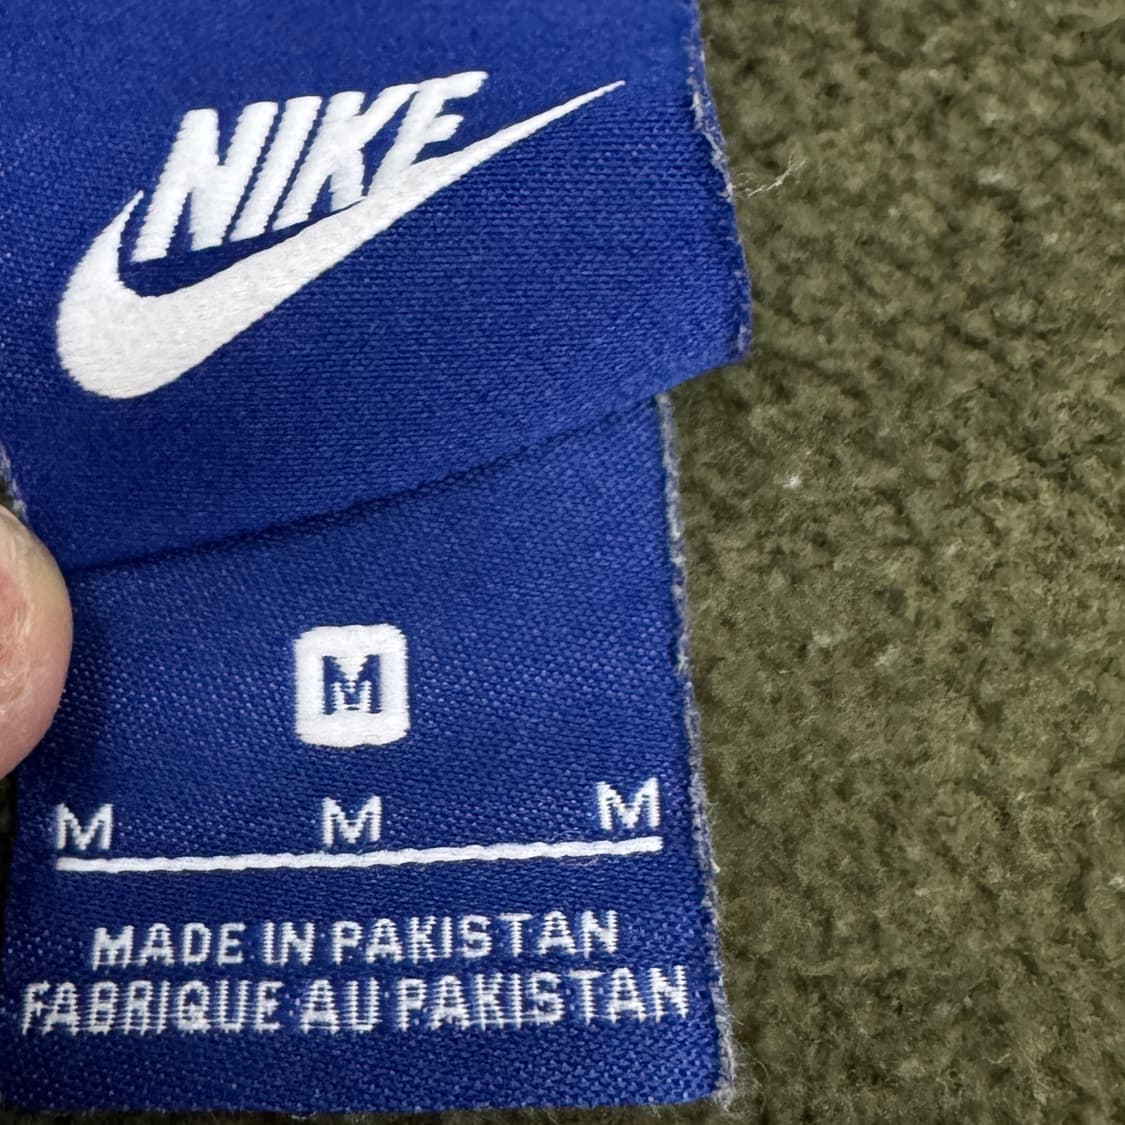 NIKE
M
M M M
MADE IN PAKISTAN
FABRIQUE AU PAKISTAN